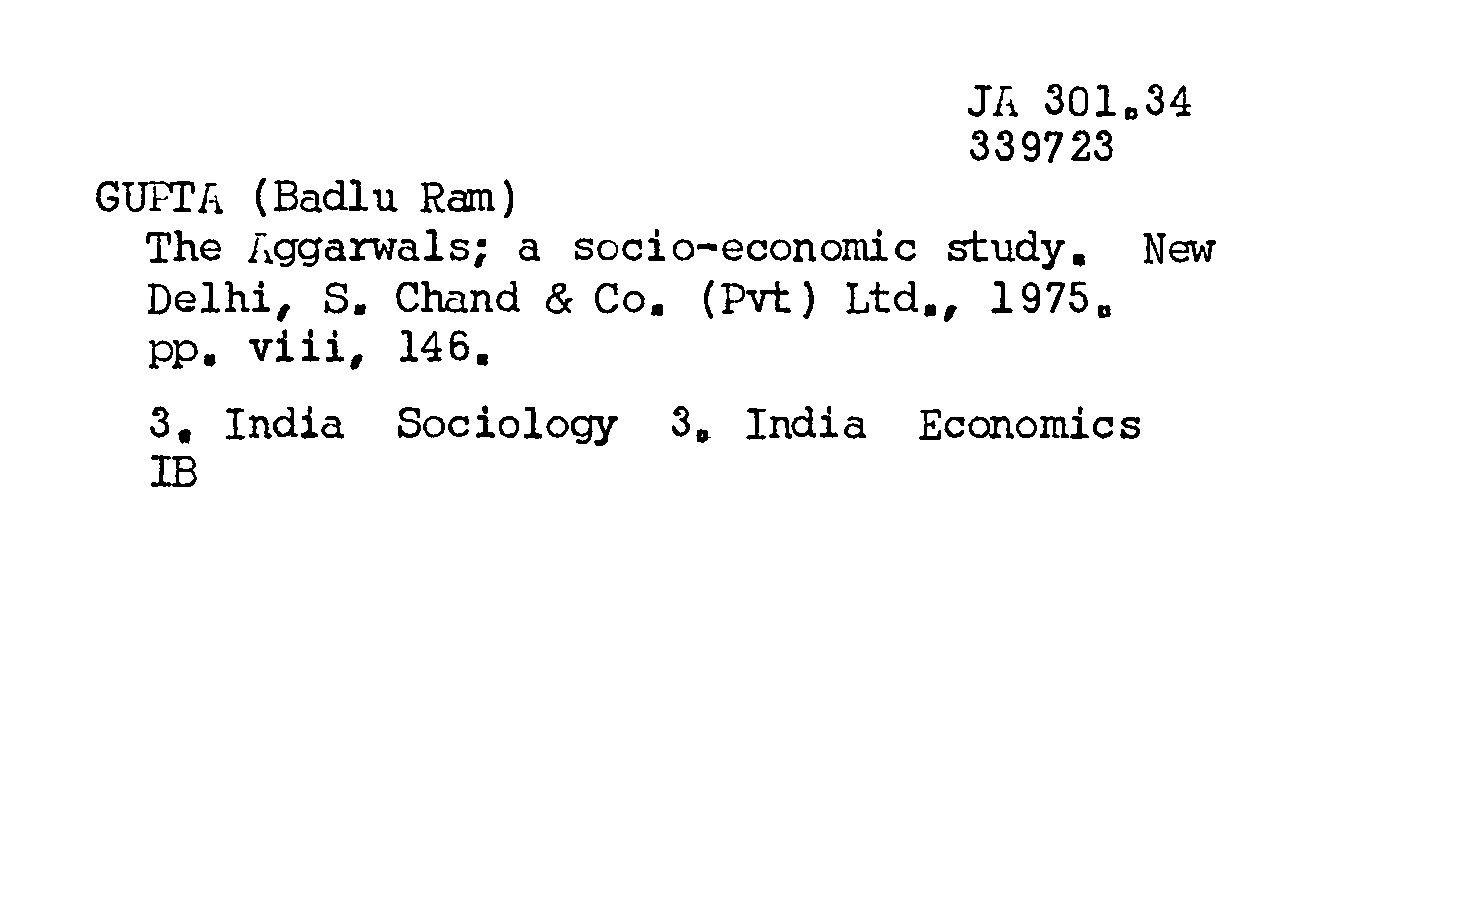 JA 301.34
339723
GUPTA (Badlu Ram)
The Aggarwals; a socio-economic study. New
Delhi, S. Chand & Co. (Pvt) Ltd., 1975.
pp. viii, 146.
3. India Sociology 3. India Economics
IB